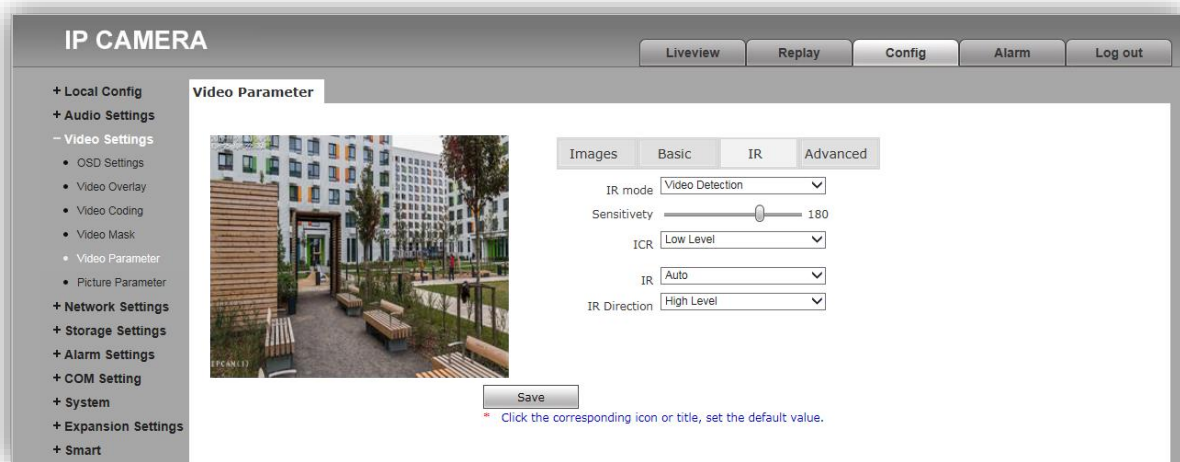 IP CAMERA
Liveview Replay Config Alarm Log out
+ Local Config
Video Parameter
+ Audio Settings
− Video Settings
• OSD Settings
• Video Overlay
• Video Coding
• Video Mask
• Video Parameter
• Picture Parameter
+ Network Settings
+ Storage Settings
+ Alarm Settings
+ COM Setting
+ System
+ Expansion Settings
+ Smart
IPCAM(1)
Images Basic IR Advanced
IR mode Video Detection
Sensitivety 180
ICR Low Level
IR Auto
IR Direction High Level
Save
* Click the corresponding icon or title, set the default value.